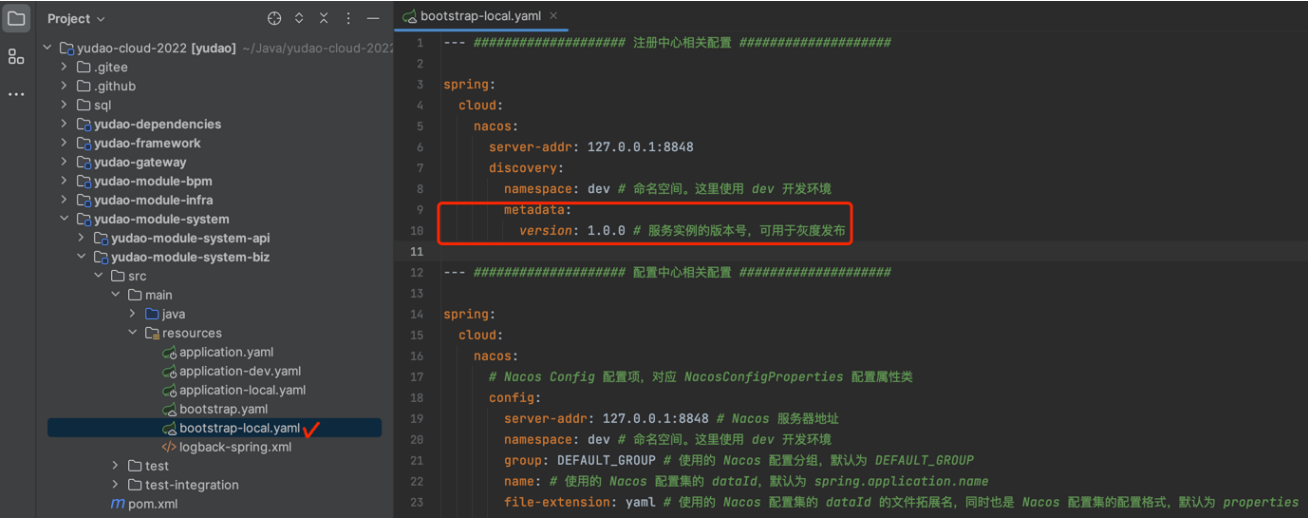 Project
yudao-cloud-2022 [yudao] ~/Java/yudao-cloud-2022
.gitee
.github
sql
yudao-dependencies
yudao-framework
yudao-gateway
yudao-module-bpm
yudao-module-infra
yudao-module-system
yudao-module-system-api
yudao-module-system-biz
src
main
java
resources
application.yaml
application-dev.yaml
application-local.yaml
bootstrap.yaml
bootstrap-local.yaml
logback-spring.xml
test
test-integration
pom.xml
bootstrap-local.yaml
1 --- #################### 注册中心相关配置 ####################
2
3 spring:
4 cloud:
5 nacos:
6 server-addr: 127.0.0.1:8848
7 discovery:
8 namespace: dev # 命名空间。这里使用 dev 开发环境
9 metadata:
10 version: 1.0.0 # 服务实例的版本号，可用于灰度发布
11
12 --- #################### 配置中心相关配置 ####################
13
14 spring:
15 cloud:
16 nacos:
17 # Nacos Config 配置项，对应 NacosConfigProperties 配置属性类
18 config:
19 server-addr: 127.0.0.1:8848 # Nacos 服务器地址
20 namespace: dev # 命名空间。这里使用 dev 开发环境
21 group: DEFAULT_GROUP # 使用的 Nacos 配置分组，默认为 DEFAULT_GROUP
22 name: # 使用的 Nacos 配置集的 dataId，默认为 spring.application.name
23 file-extension: yaml # 使用的 Nacos 配置集的 dataId 的文件拓展名，同时也是 Nacos 配置集的配置格式，默认为 properties